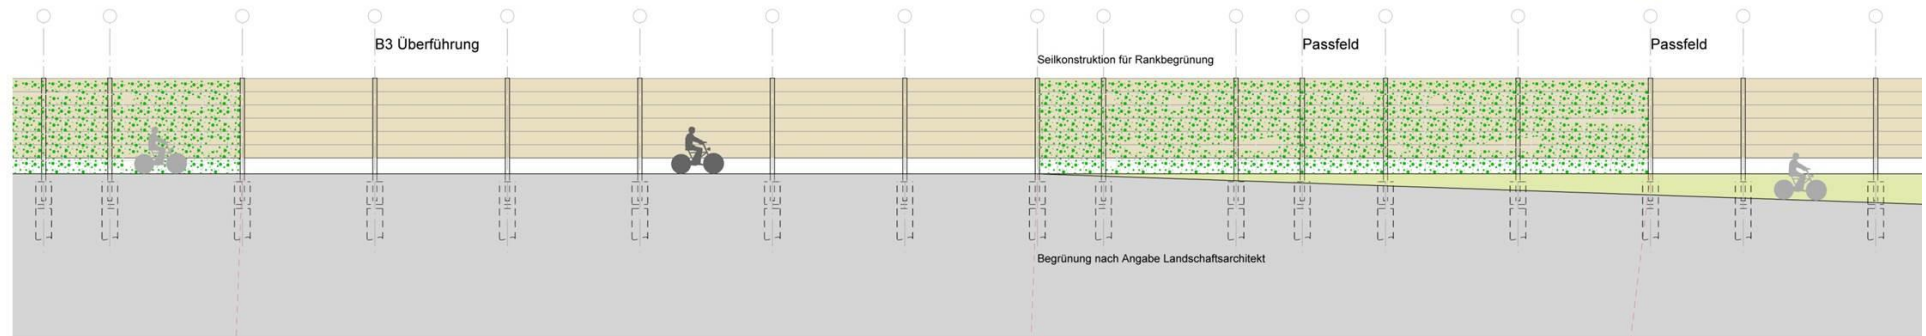 B3 Überführung
Passfeld
Passfeld
Seilkonstruktion für Rankbegrünung
Begrünung nach Angabe Landschaftsarchitekt